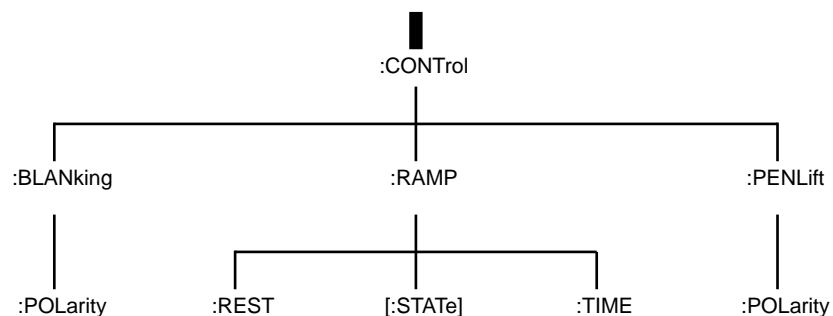 :CONTrol
:BLANking :RAMP :PENLift
:POLarity :REST [:STATe] :TIME :POLarity